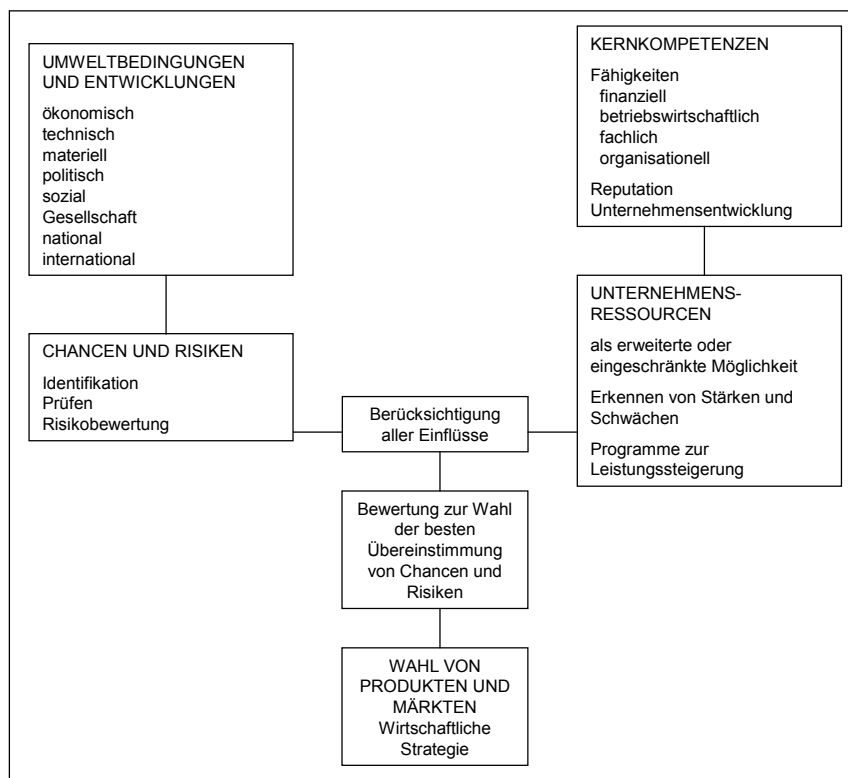 UMWELTBEDINGUNGEN
UND ENTWICKLUNGEN
ökonomisch
technisch
materiell
politisch
sozial
Gesellschaft
national
international
CHANCEN UND RISIKEN
Identifikation
Prüfen
Risikobewertung
KERNKOMPETENZEN
Fähigkeiten
finanziell
betriebswirtschaftlich
fachlich
organisationell
Reputation
Unternehmensentwicklung
UNTERNEHMENS-
RESSOURCEN
als erweiterte oder
eingeschränkte Möglichkeit
Erkennen von Stärken und
Schwächen
Programme zur
Leistungssteigerung
Berücksichtigung
aller Einflüsse
Bewertung zur Wahl
der besten
Übereinstimmung
von Chancen und
Risiken
WAHL VON
PRODUKTEN UND
MÄRKTEN
Wirtschaftliche
Strategie